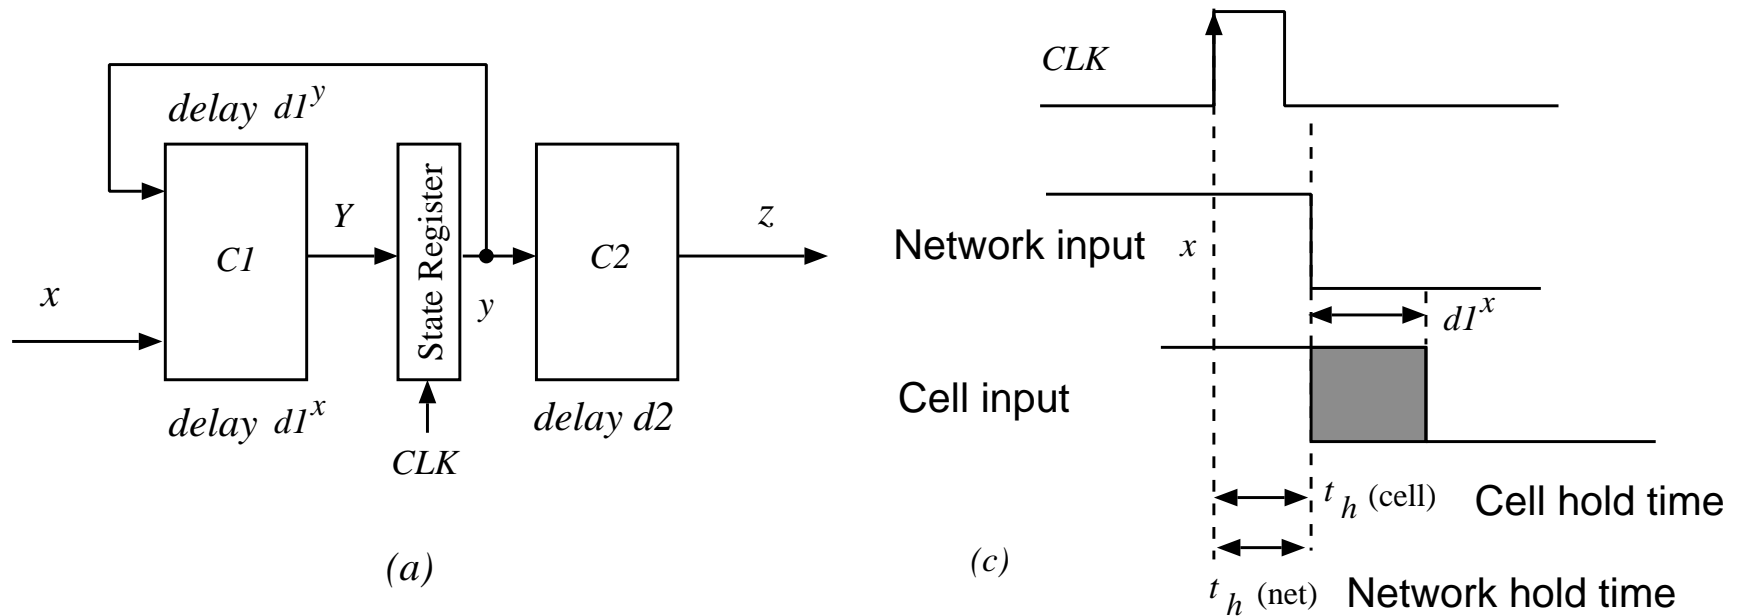 delay d1^y
x
C1
Y
State Register
y
C2
z
delay d1^x
CLK
delay d2
(a)
CLK
Network input x
d1^x
Cell input
t_h (cell) Cell hold time
t_h (net) Network hold time
(c)